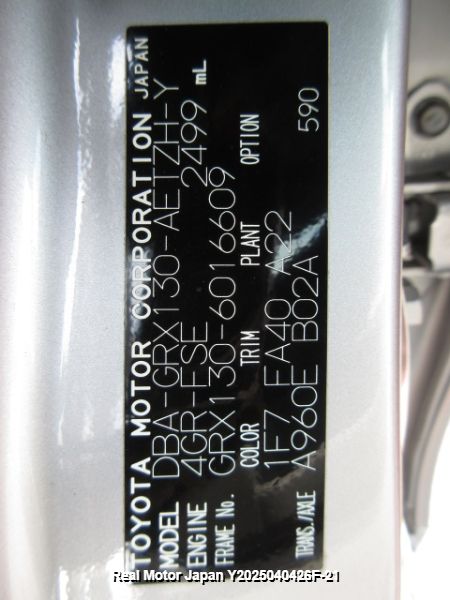 TOYOTA MOTOR CORPORATION JAPAN
MODEL DBA-GRX130-AETZH-Y
ENGINE 4GR-FSE 2499 mL
FRAME No. GRX130-6016609
COLOR TRIM PLANT OPTION
1F7 FA40 A22 590
TRANS./AXLE A960E B02A
Real Motor Japan Y2025040426F-21